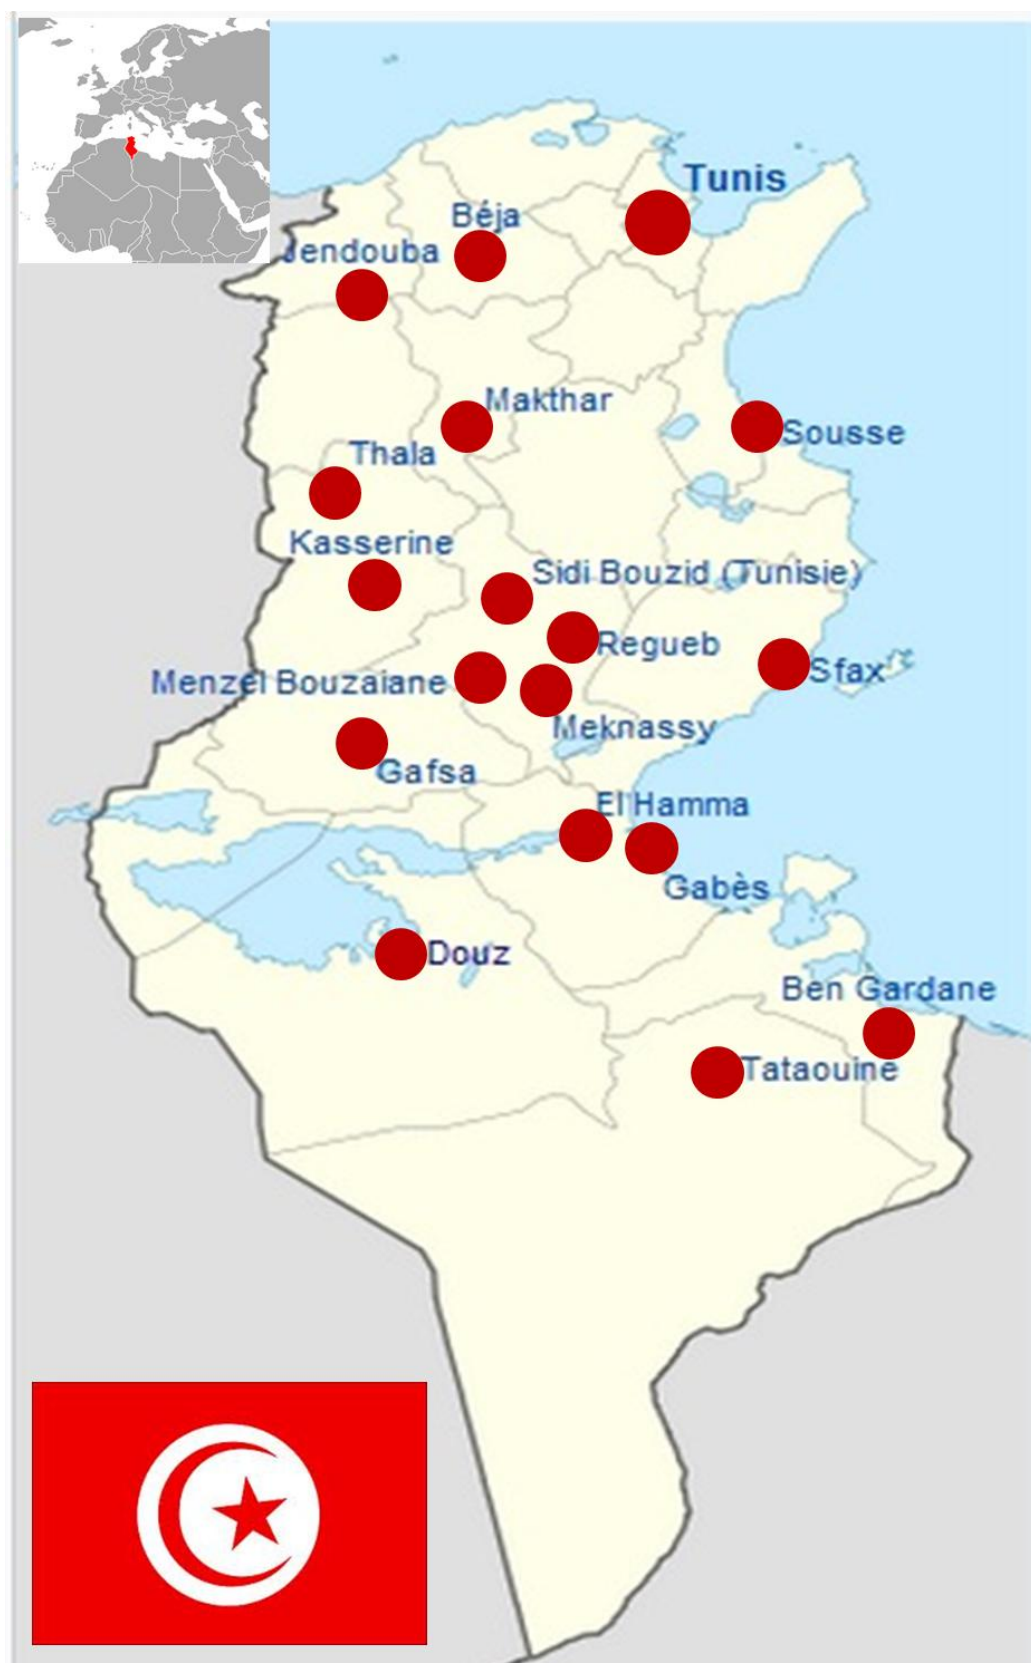 Tunis
Béja
Jendouba
Makthar
Sousse
Thala
Kasserine
Sidi Bouzid (Tunisie)
Regueb
Sfax
Menzel Bouzaiane
Meknassy
Gafsa
El Hamma
Gabès
Douz
Ben Gardane
Tataouine